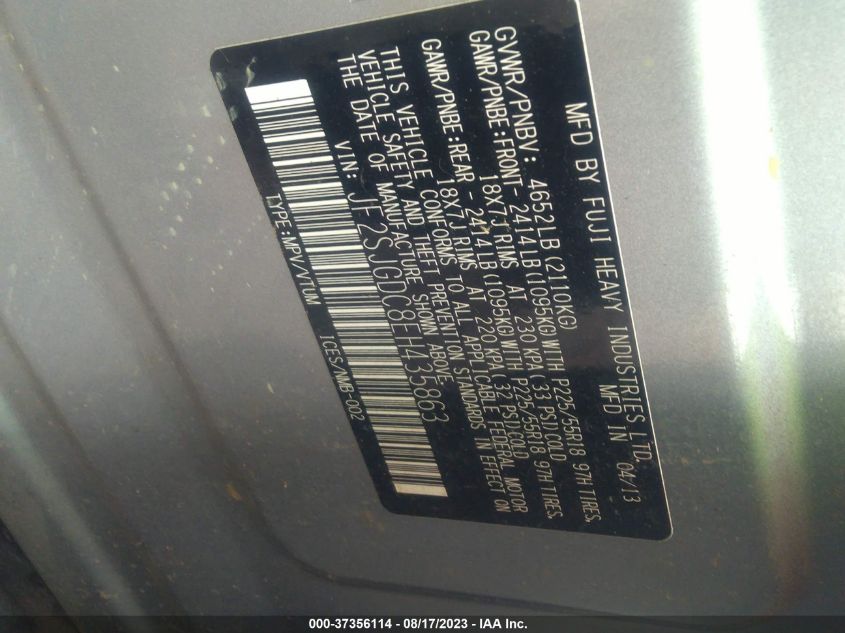 MFD BY FUJI HEAVY INDUSTRIES LTD.
MFD IN 04/13
GVWR/PNBV: 4652LB(2110KG)
GAWR/PNBE:FRONT- 2414LB(1095KG)WITH P225/55R18 97H TIRES,
18X7J RIMS AT 230 KPA(33 PSI)COLD
GAWR/PNBE:REAR - 2414LB(1095KG)WITH P225/55R18 97H TIRES,
18X7J RIMS AT 220 KPA(32 PSI)COLD
THIS VEHICLE CONFORMS TO ALL APPLICABLE FEDERAL MOTOR
VEHICLE SAFETY AND THEFT PREVENTION STANDARDS IN EFFECT ON
THE DATE OF MANUFACTURE SHOWN ABOVE.
VIN: JF2SJGDC8EH435863
TYPE:MPV/VTUM ICES/NMB-002
000-37356114 - 08/17/2023 - IAA Inc.